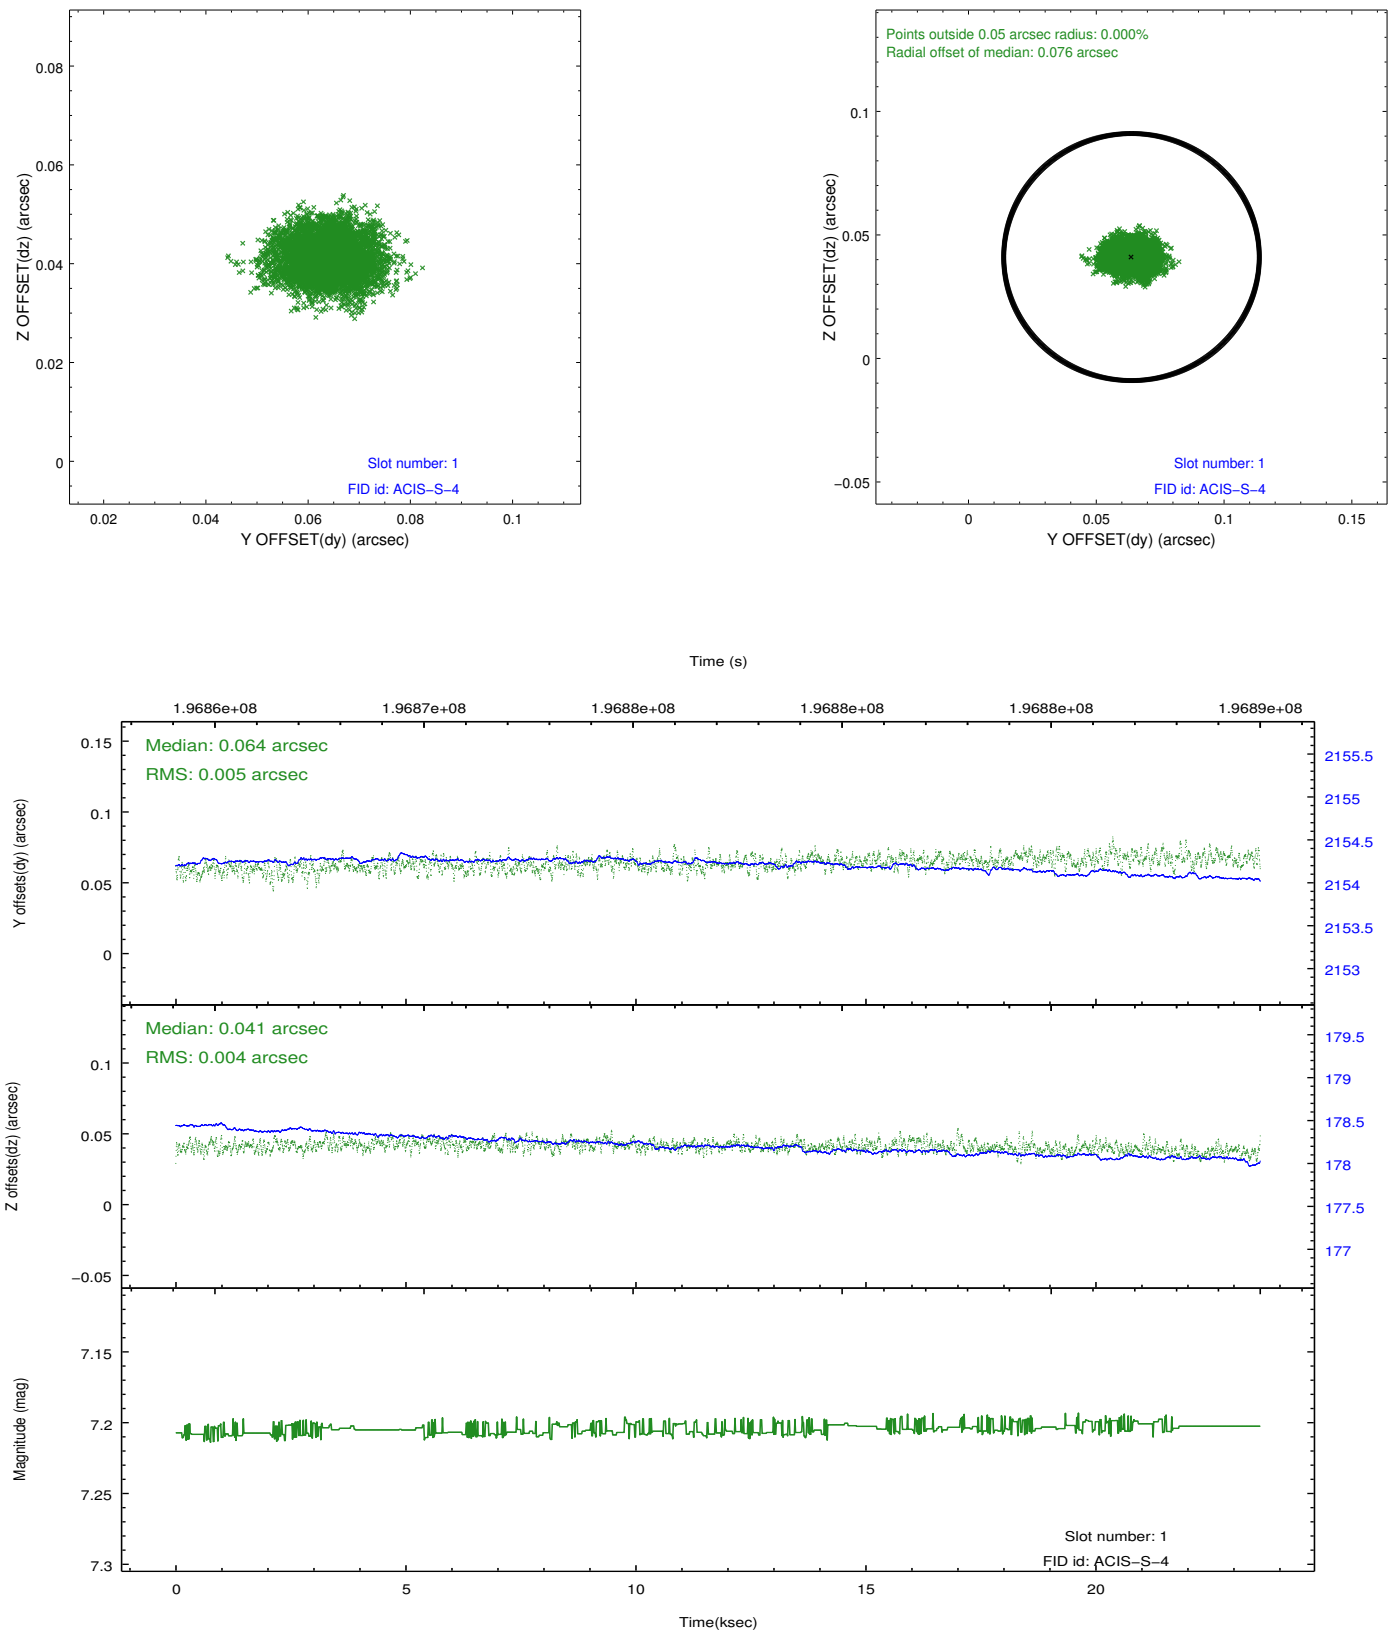 0.08
0.06
0.04
0.02
0
Z OFFSET(dz) (arcsec)
Slot number: 1
FID id: ACIS−S−4
0.02 0.04 0.06 0.08 0.1
Y OFFSET(dy) (arcsec)
Points outside 0.05 arcsec radius: 0.000%
Radial offset of median: 0.076 arcsec
0.1
0.05
0
−0.05
Z OFFSET(dz) (arcsec)
Slot number: 1
FID id: ACIS−S−4
0 0.05 0.1 0.15
Y OFFSET(dy) (arcsec)
Time (s)
1.9686e+08 1.9687e+08 1.9688e+08 1.9688e+08 1.9688e+08 1.9689e+08
Median: 0.064 arcsec
RMS: 0.005 arcsec
0.15
0.1
0.05
0
Y offsets(dy) (arcsec)
2155.5
2155
2154.5
2154
2153.5
2153
Median: 0.041 arcsec
RMS: 0.004 arcsec
0.1
0.05
0
−0.05
Z offsets(dz) (arcsec)
179.5
179
178.5
178
177.5
177
7.15
7.2
7.25
7.3
Magnitude (mag)
Slot number: 1
FID id: ACIS−S−4
0 5 10 15 20
Time(ksec)